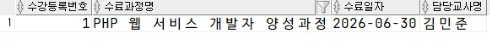 수강등록번호 수료과정명 수료일자 담당교사명
1 1 PHP 웹 서비스 개발자 양성과정 2026-06-30 김민준